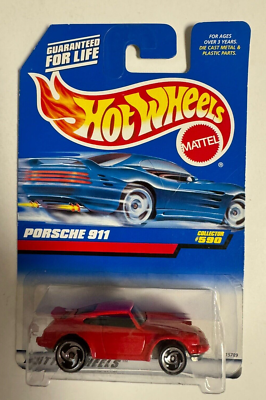 GUARANTEED
FOR LIFE
FOR AGES
OVER 3 YEARS.
DIE CAST METAL &
PLASTIC PARTS.
HOT WHEELS
MATTEL
PORSCHE 911
COLLECTOR
#590